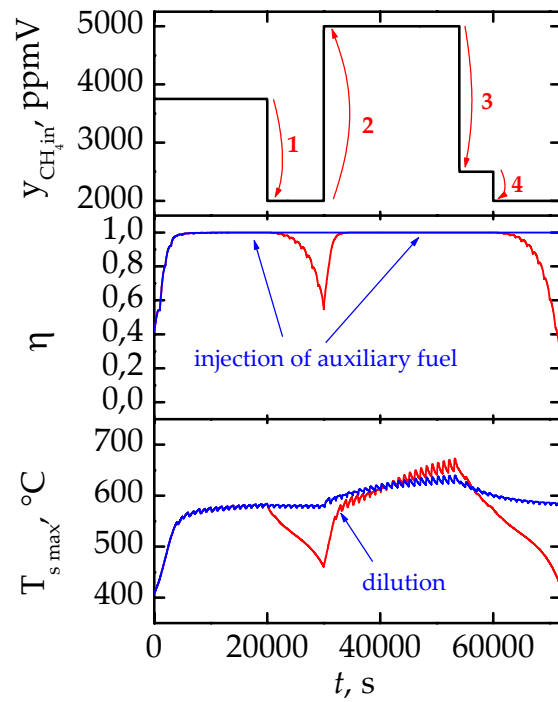 y_CH₄in, ppmV
5000
4000
3000
2000
1
2
3
4
η
1,0
0,8
0,6
0,4
0,2
0,0
injection of auxiliary fuel
T_s max, °C
700
600
500
400
dilution
0 20000 40000 60000
t, s